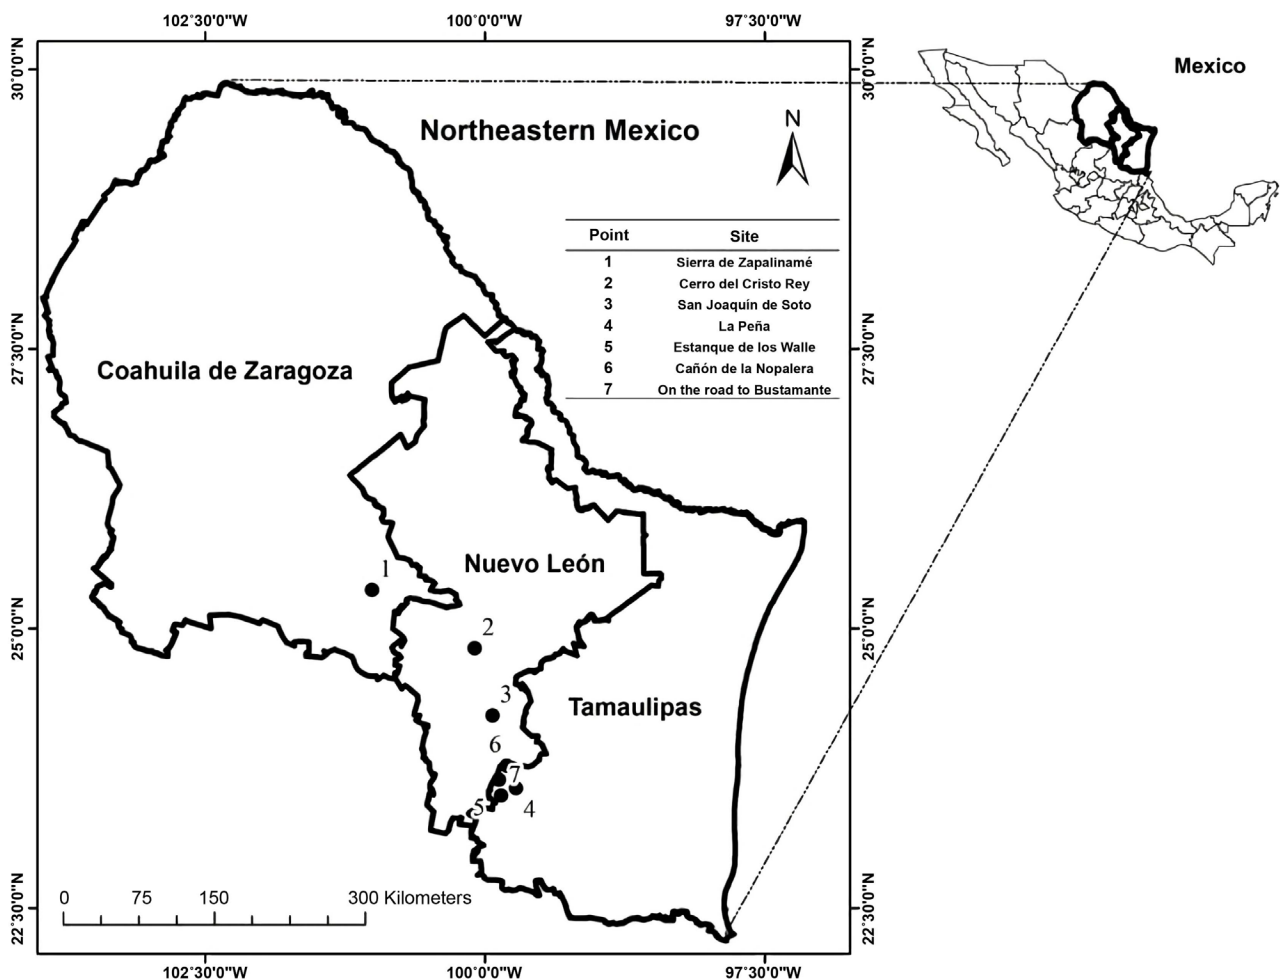 102°30'0"W 100°0'0"W 97°30'0"W
30°0'0"N
30°0'0"N
Mexico
Northeastern Mexico
N
Point Site
1 Sierra de Zapalinamé
2 Cerro del Cristo Rey
3 San Joaquín de Soto
4 La Peña
5 Estanque de los Walle
6 Cañón de la Nopalera
7 On the road to Bustamante
27°30'0"N
27°30'0"N
Coahuila de Zaragoza
Nuevo León
1
25°0'0"N
25°0'0"N
2
3
Tamaulipas
6
7
5
4
0 75 150 300 Kilometers
22°30'0"N
22°30'0"N
102°30'0"W 100°0'0"W 97°30'0"W